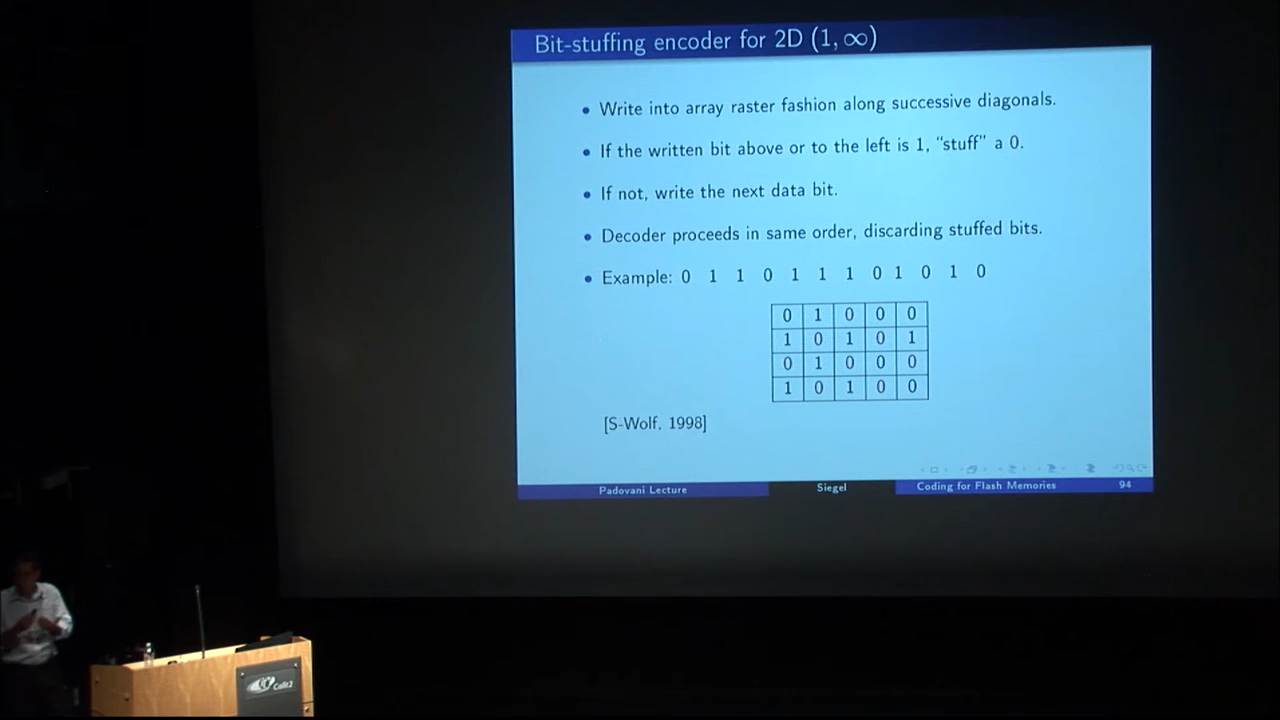 Bit-stuffing encoder for 2D (1, ∞)
• Write into array raster fashion along successive diagonals.
• If the written bit above or to the left is 1, "stuff" a 0.
• If not, write the next data bit.
• Decoder proceeds in same order, discarding stuffed bits.
• Example: 0 1 1 0 1 1 1 0 1 0 1 0
0 1 0 0 0
1 0 1 0 1
0 1 0 0 0
1 0 1 0 0
[S-Wolf, 1998]
Padovani Lecture Siegel Coding for Flash Memories 94
Calit2